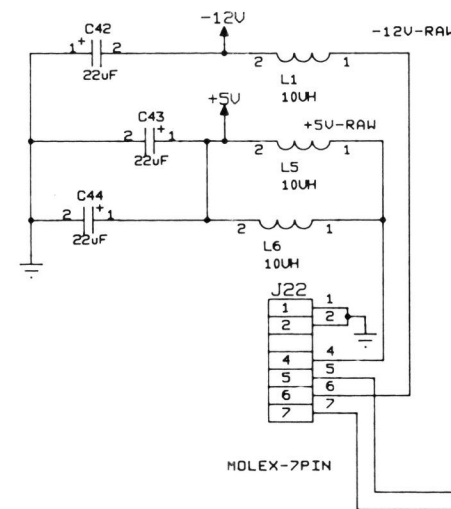 -12V
-12V-RAW
C42
1 + 2
22uF
2 1
L1
10UH
+5V
C43
2 + 1
22uF
+5V-RAW
2 1
L5
10UH
C44
2 + 1
22uF
2 1
L6
10UH
J22
1 1
2 2
4 4
5 5
6 6
7 7
MOLEX-7PIN